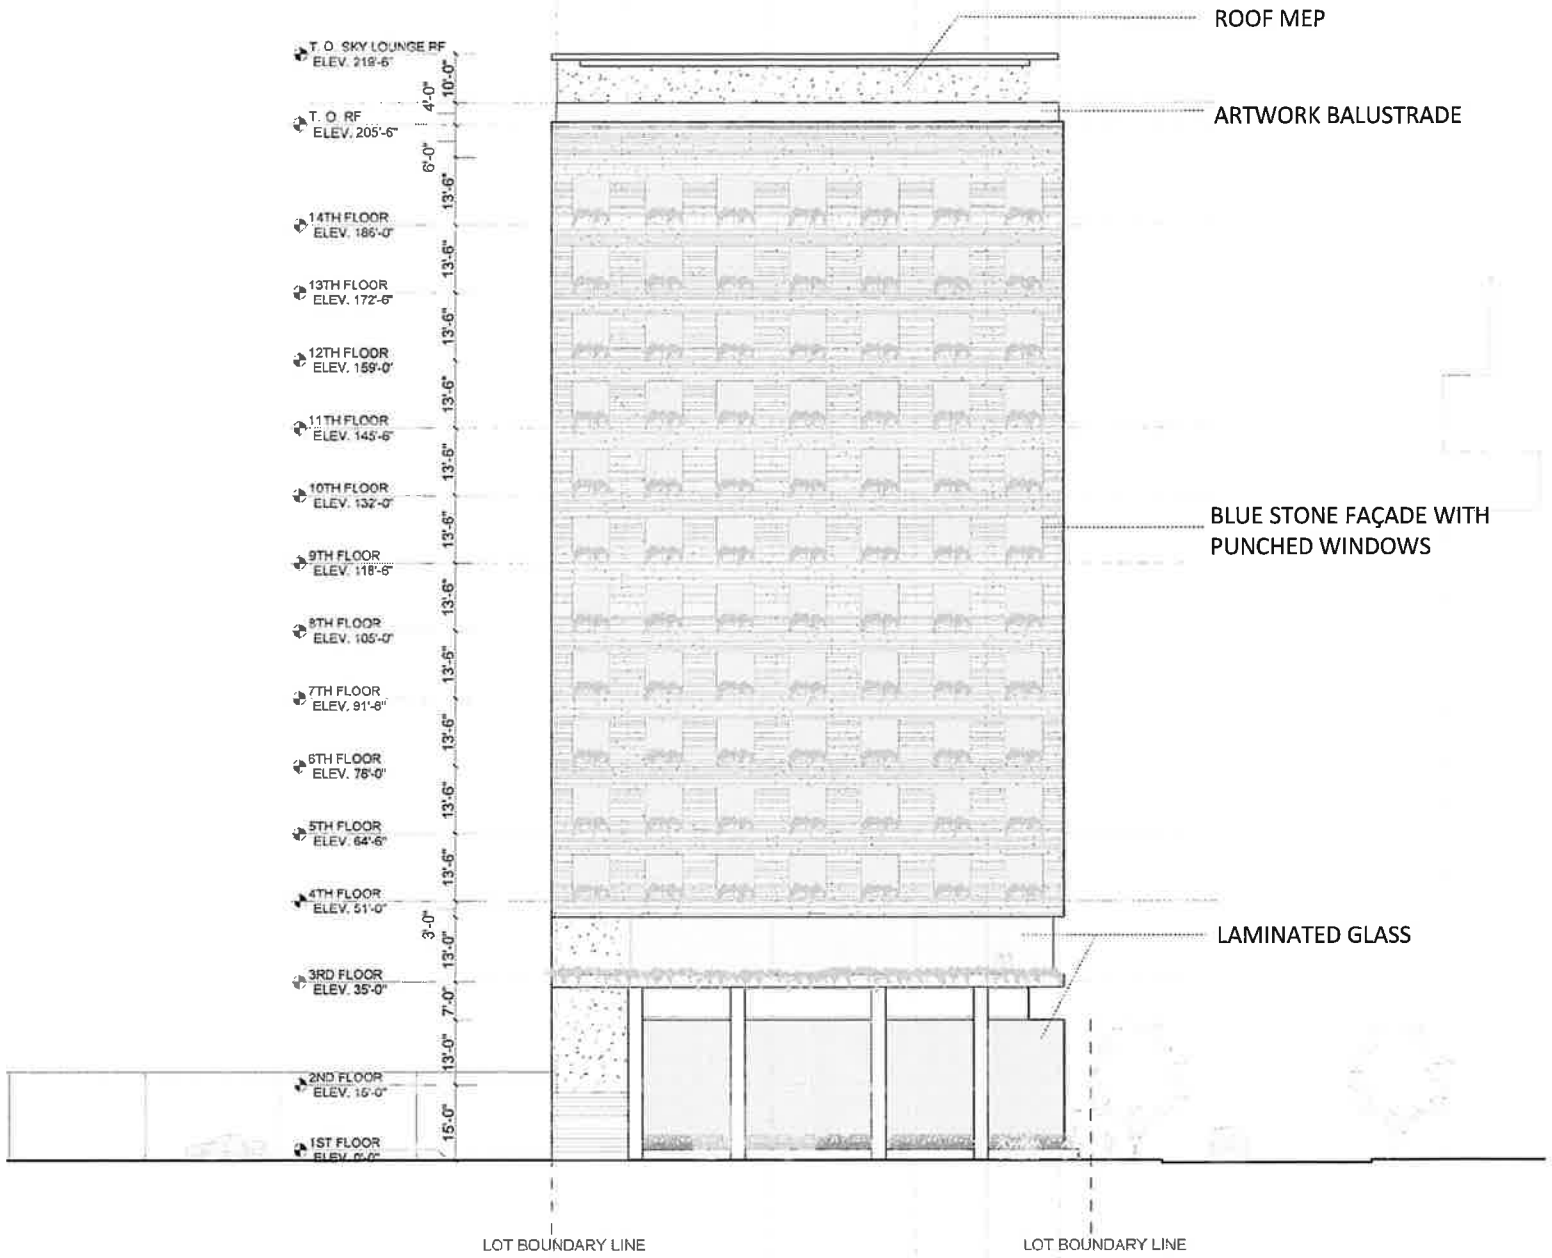 ROOF MEP
T. O. SKY LOUNGE RF
ELEV. 219'-6"
10'-0"
4'-0"
ARTWORK BALUSTRADE
T. O. RF
ELEV. 205'-6"
6'-0"
13'-6"
14TH FLOOR
ELEV. 186'-0"
13'-6"
13TH FLOOR
ELEV. 172'-6"
13'-6"
12TH FLOOR
ELEV. 159'-0"
13'-6"
11TH FLOOR
ELEV. 145'-6"
13'-6"
10TH FLOOR
ELEV. 132'-0"
13'-6"
BLUE STONE FAÇADE WITH
PUNCHED WINDOWS
9TH FLOOR
ELEV. 118'-6"
13'-6"
8TH FLOOR
ELEV. 105'-0"
13'-6"
7TH FLOOR
ELEV. 91'-6"
13'-6"
6TH FLOOR
ELEV. 78'-0"
13'-6"
5TH FLOOR
ELEV. 64'-6"
13'-6"
4TH FLOOR
ELEV. 51'-0"
3'-0"
13'-0"
LAMINATED GLASS
3RD FLOOR
ELEV. 35'-0"
7'-0"
13'-0"
2ND FLOOR
ELEV. 15'-0"
15'-0"
1ST FLOOR
ELEV. 0'-0"
LOT BOUNDARY LINE
LOT BOUNDARY LINE